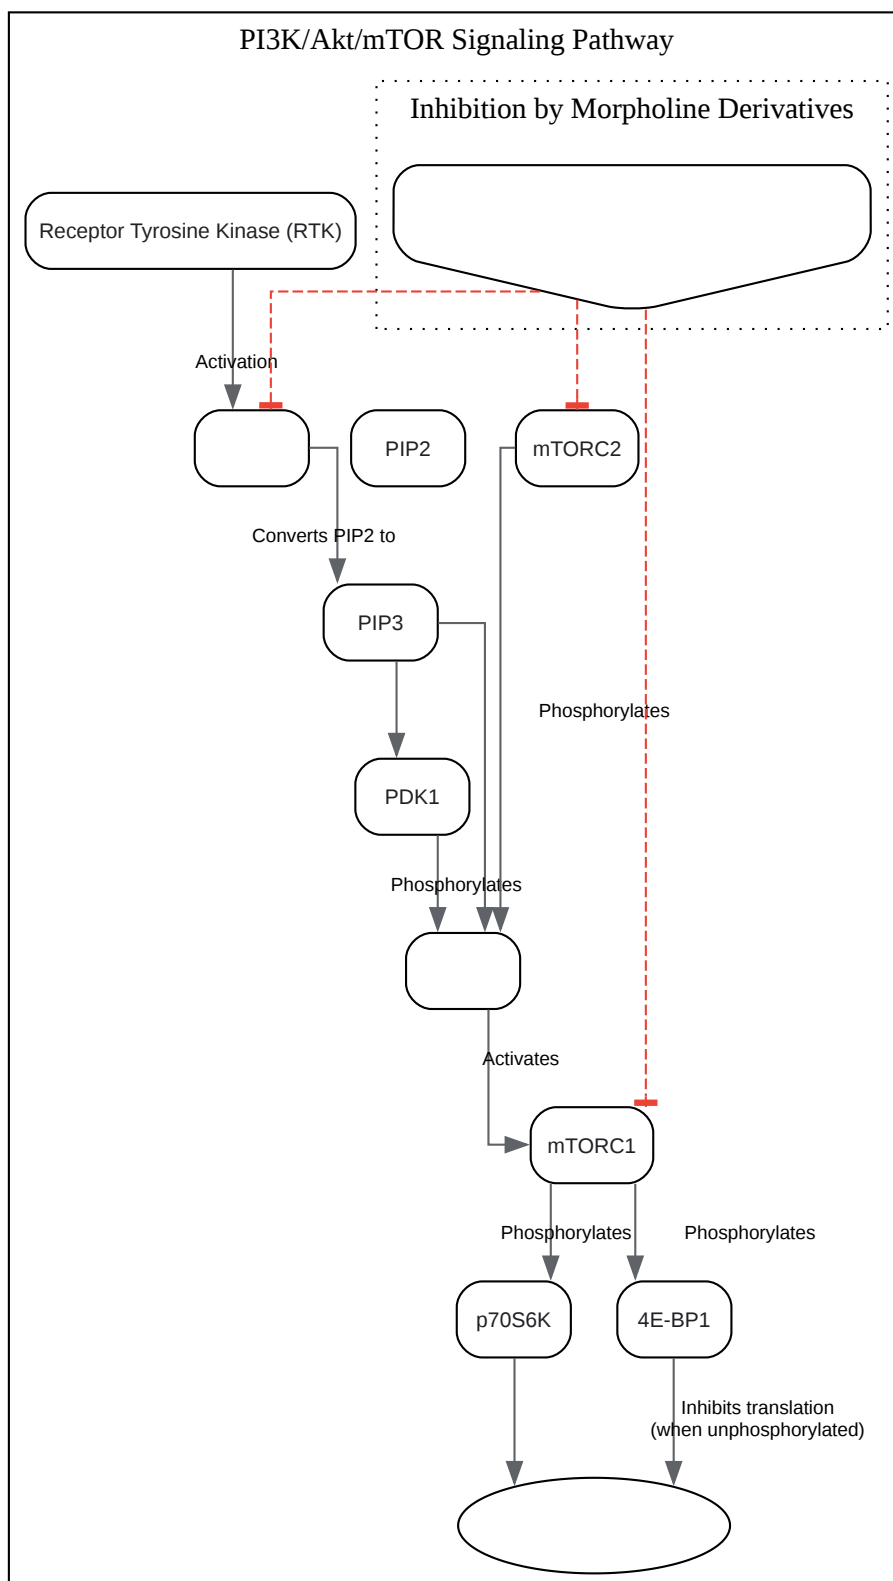 PI3K/Akt/mTOR Signaling Pathway
Inhibition by Morpholine Derivatives
Receptor Tyrosine Kinase (RTK)
Activation
PIP2
mTORC2
Converts PIP2 to
PIP3
Phosphorylates
PDK1
Phosphorylates
Activates
mTORC1
Phosphorylates
Phosphorylates
p70S6K
4E-BP1
Inhibits translation
(when unphosphorylated)